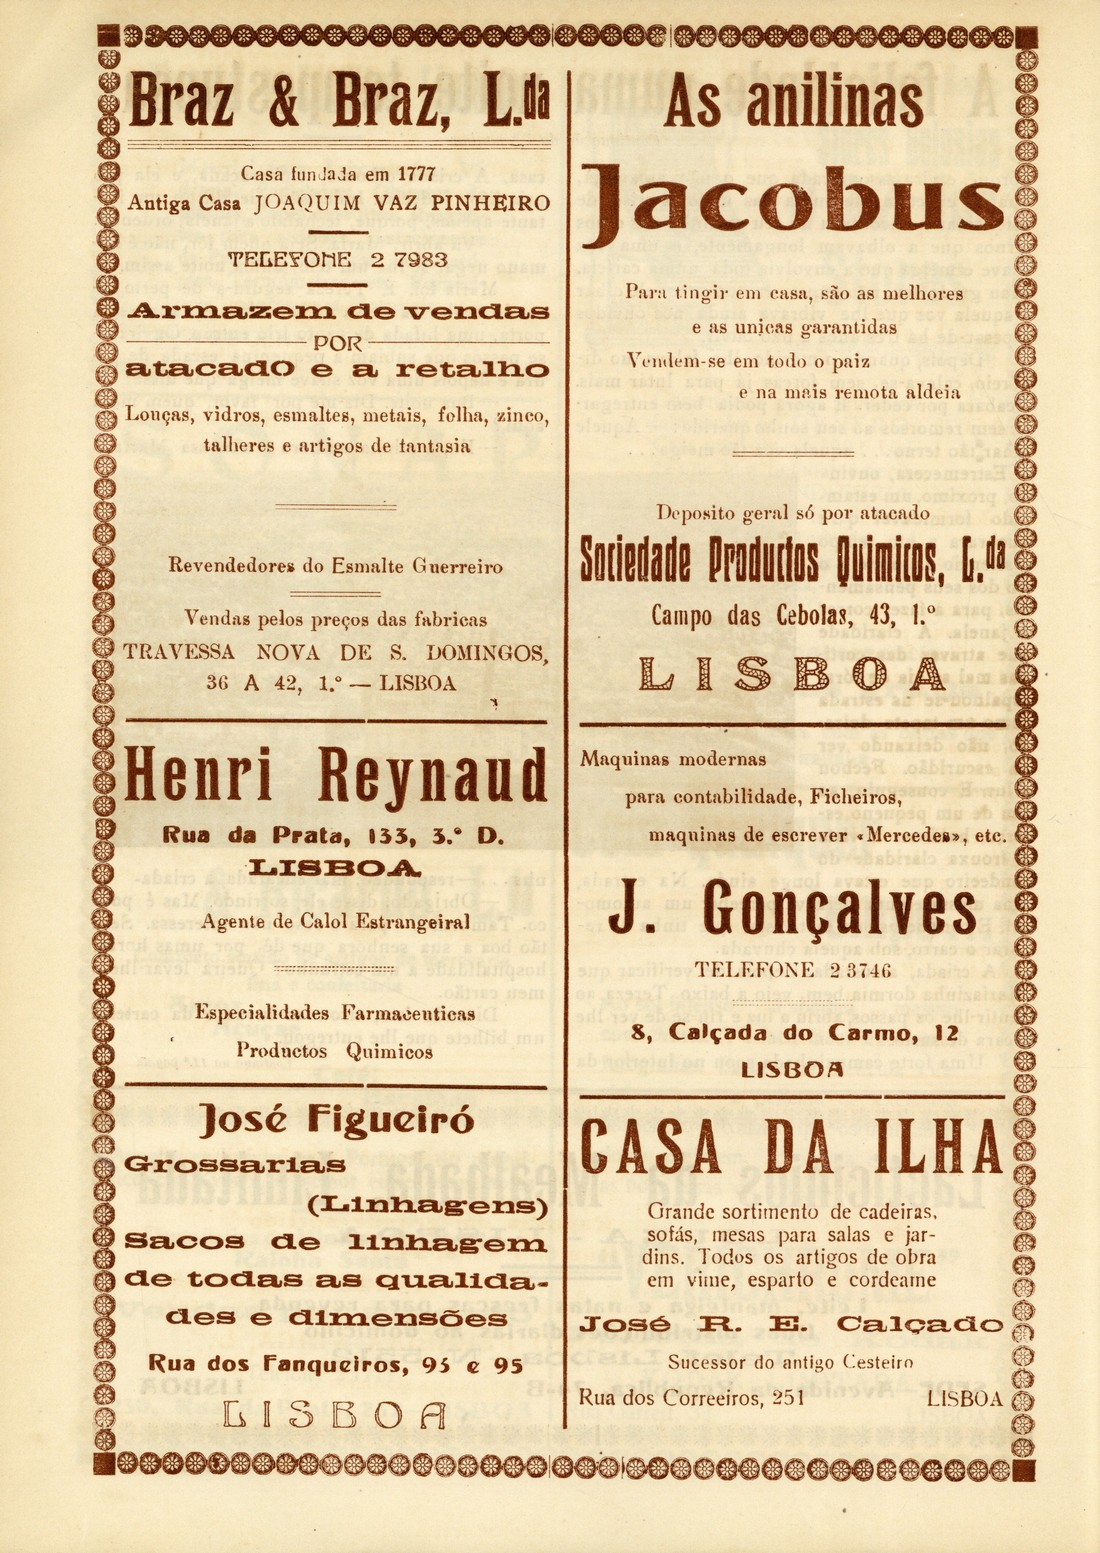 Braz & Braz, L.da
Casa fundada em 1777
Antiga Casa JOAQUIM VAZ PINHEIRO
TELEFONE 2 7983
Armazem de vendas
POR
atacado e a retalho
Louças, vidros, esmaltes, metais, folha, zinco,
talheres e artigos de fantasia
Revendedores do Esmalte Guerreiro
Vendas pelos preços das fabricas
TRAVESSA NOVA DE S. DOMINGOS,
36 A 42, 1.º — LISBOA
Henri Reynaud
Rua da Prata, 133, 3.º D.
LISBOA
Agente de Calol Estrangeiral
Especialidades Farmaceuticas
Productos Quimicos
José Figueiró
Grossarias
(Linhagens)
Sacos de linhagem
de todas as qualida-
des e dimensões
Rua dos Fanqueiros, 93 e 95
LISBOA
As anilinas
Jacobus
Para tingir em casa, são as melhores
e as unicas garantidas
Vendem-se em todo o paiz
e na mais remota aldeia
Deposito geral só por atacado
Sociedade Productos Quimicos, L.da
Campo das Cebolas, 43, 1.º
LISBOA
Maquinas modernas
para contabilidade, Ficheiros,
maquinas de escrever «Mercedes», etc.
J. Gonçalves
TELEFONE 2 3746
8, Calçada do Carmo, 12
LISBOA
CASA DA ILHA
Grande sortimento de cadeiras,
sofás, mesas para salas e jar-
dins. Todos os artigos de obra
em vime, esparto e cordeame
José R. E. Calçado
Sucessor do antigo Cesteiro
Rua dos Correeiros, 251 LISBOA